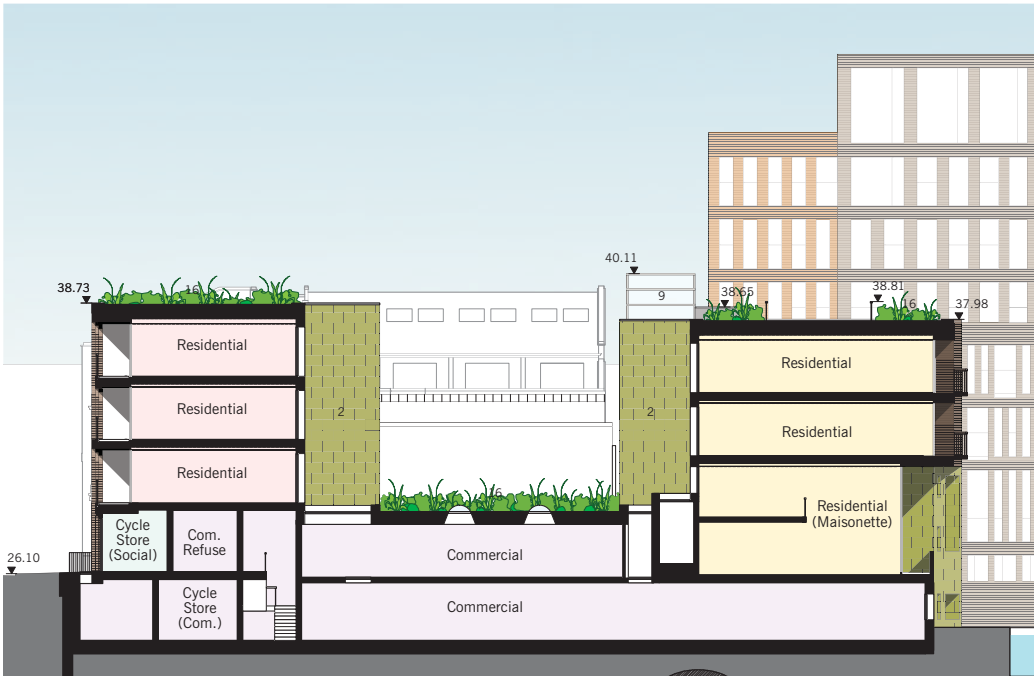 40.11
38.73
16
9
38.65
38.81
16
37.98
Residential
Residential
Residential
Residential
Residential
Residential
2
2
16
Residential
(Maisonette)
Cycle
Store
(Social)
Com.
Refuse
Commercial
26.10
Cycle
Store
(Com.)
Commercial